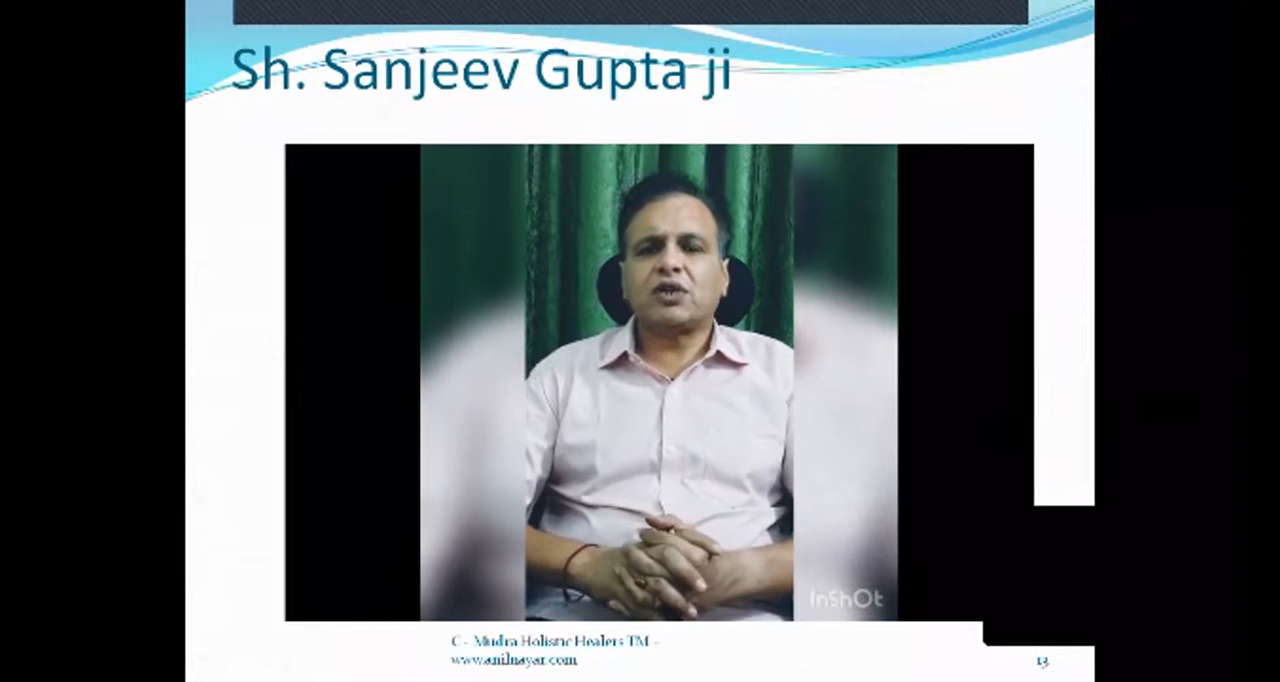 Sh. Sanjeev Gupta ji
InShOt
C - Mudra Holistic Healers TM -
www.anilnayar.com
13